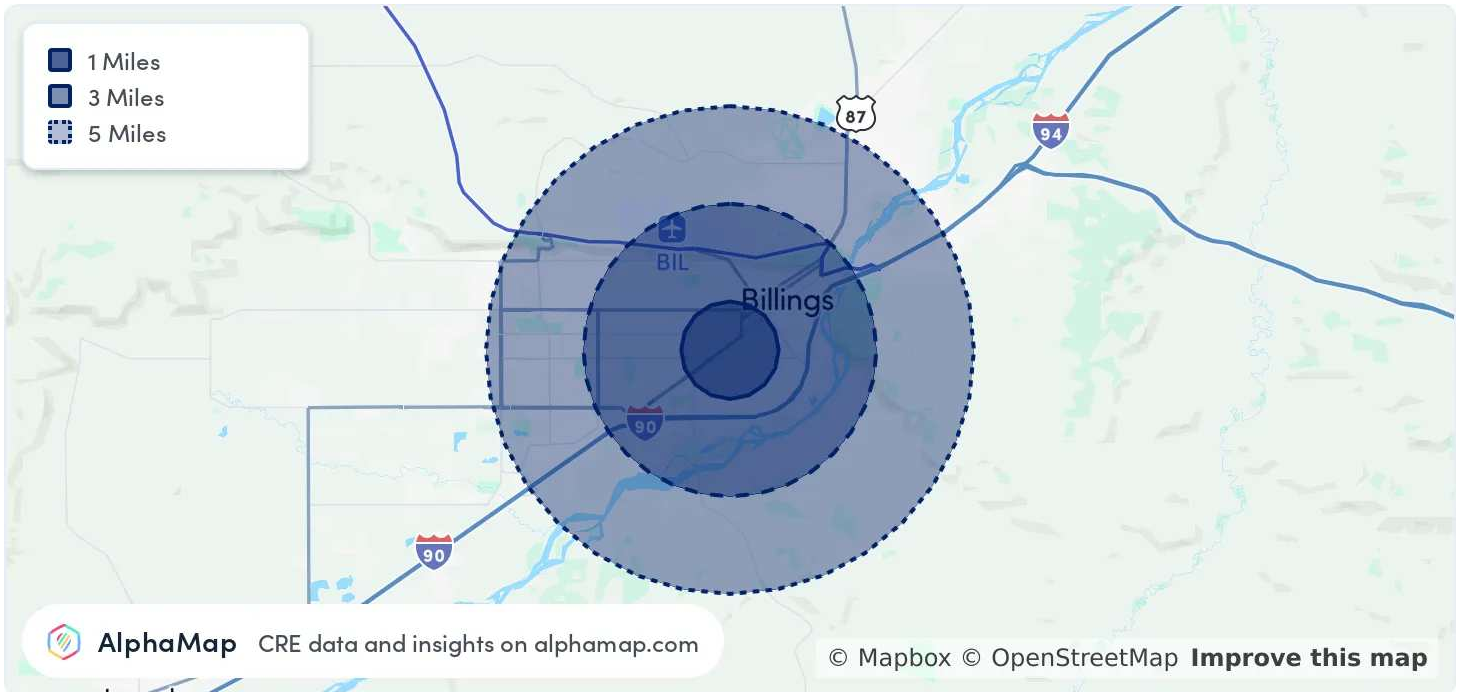 1 Miles
3 Miles
5 Miles
87
94
BIL
Billings
90
90
AlphaMap CRE data and insights on alphamap.com
© Mapbox © OpenStreetMap Improve this map